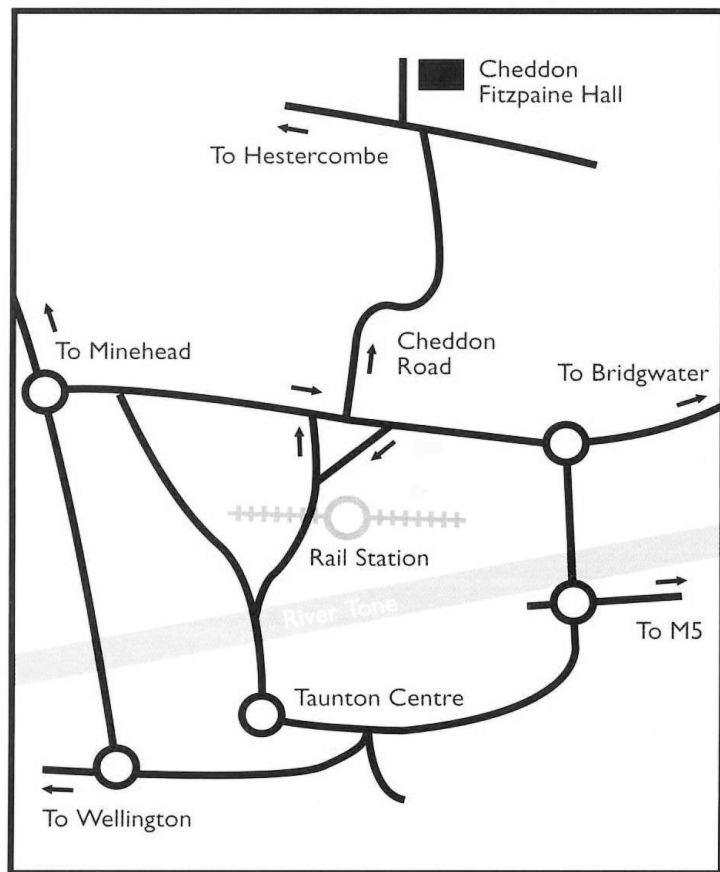 Cheddon
Fitzpaine Hall
To Hestercombe
To Minehead
Cheddon
Road
To Bridgwater
Rail Station
River Tone
To M5
Taunton Centre
To Wellington